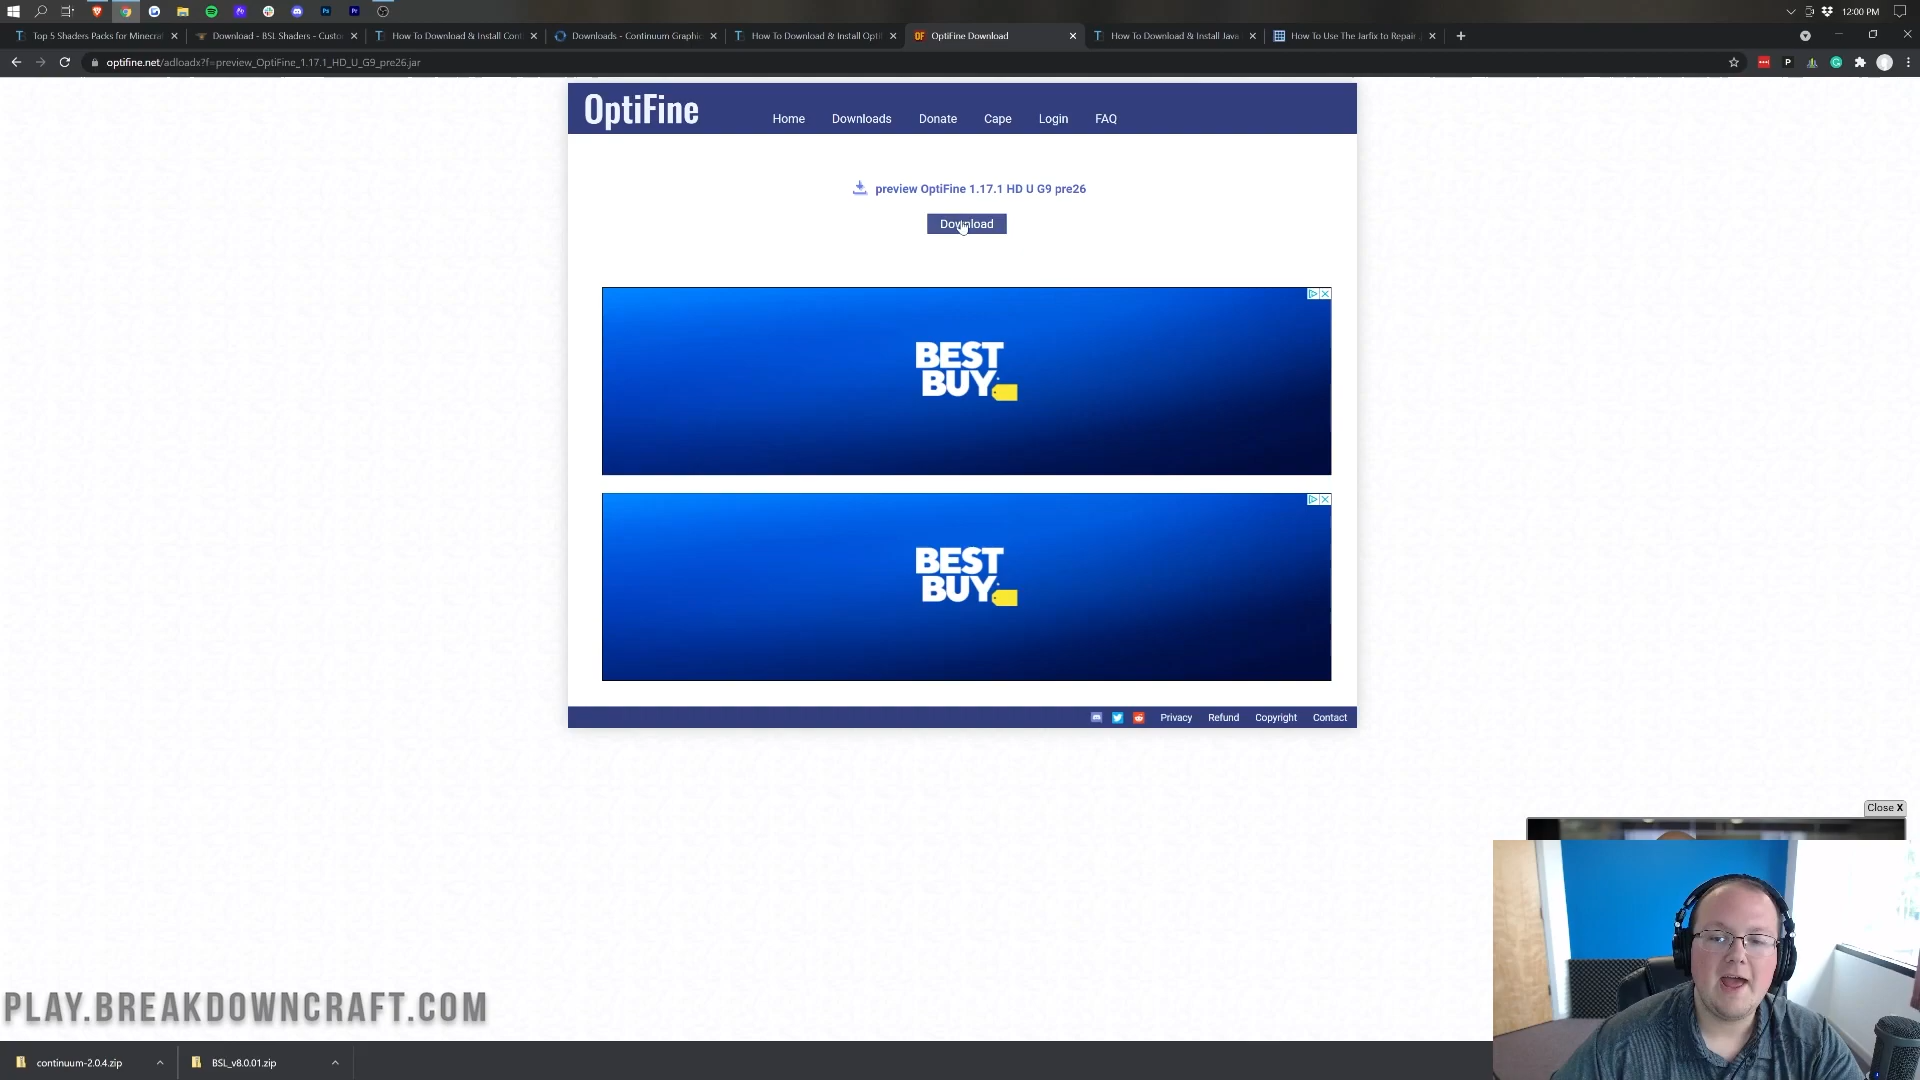 12:00 PM
Top 5 Shaders Packs for Minecraf
Download - BSL Shaders - Custo
How To Download & Install Cont
Downloads - Continuum Graphic
How To Download & Install Opti
OF OptiFine Download
How To Download & Install Java
How To Use The Jarfix to Repair
optifine.net/adloadx?f=preview_OptiFine_1.17.1_HD_U_G9_pre26.jar
OptiFine
Home
Downloads
Donate
Cape
Login
FAQ
preview OptiFine 1.17.1 HD U G9 pre26
Download
BEST
BUY
BEST
BUY
Privacy
Refund
Copyright
Contact
Close X
PLAY.BREAKDOWNCRAFT.COM
continuum-2.0.4.zip
BSL_v8.0.01.zip